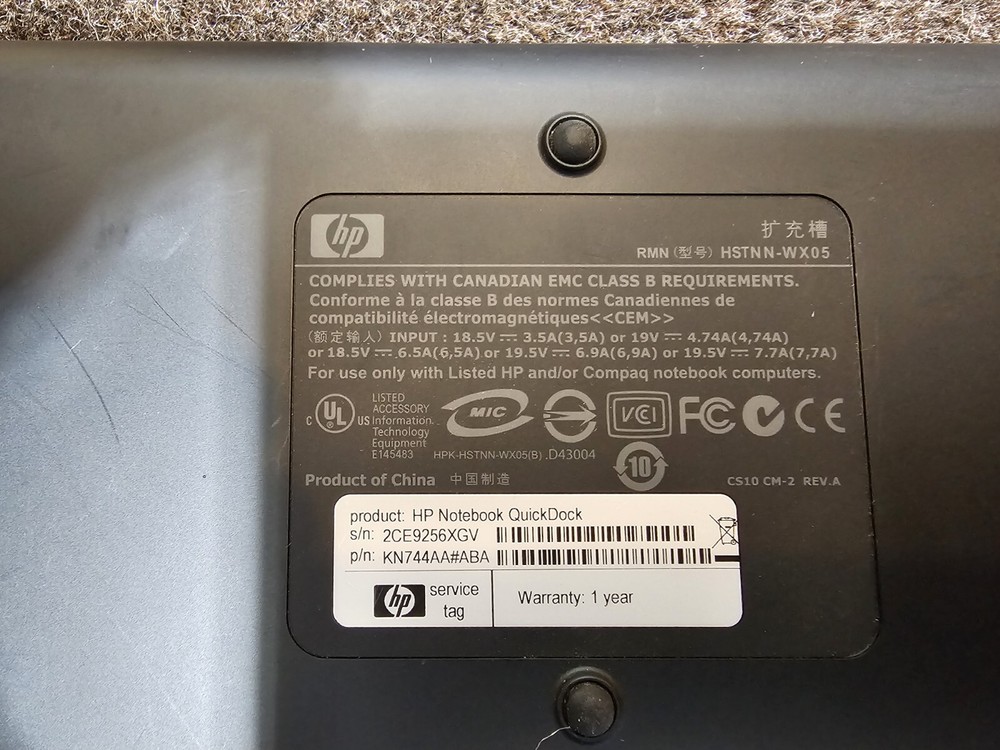 hp
扩充槽
RMN (型号) HSTNN-WX05
COMPLIES WITH CANADIAN EMC CLASS B REQUIREMENTS.
Conforme à la classe B des normes Canadiennes de
compatibilité électromagnétiques<<CEM>>
(额定输入) INPUT : 18.5V ⎓ 3.5A(3,5A) or 19V ⎓ 4.74A(4,74A)
or 18.5V ⎓ 6.5A(6,5A) or 19.5V ⎓ 6.9A(6,9A) or 19.5V ⎓ 7.7A(7,7A)
For use only with Listed HP and/or Compaq notebook computers.
C UL US
LISTED
ACCESSORY
Information.
Technology
Equipment
E145483
MIC
HPK-HSTNN-WX05(B)
.D43004
VCI
FC
CE
10
Product of China 中国制造
CS10 CM-2 REV.A
product: HP Notebook QuickDock
s/n: 2CE9256XGV
p/n: KN744AA#ABA
hp service
tag
Warranty: 1 year